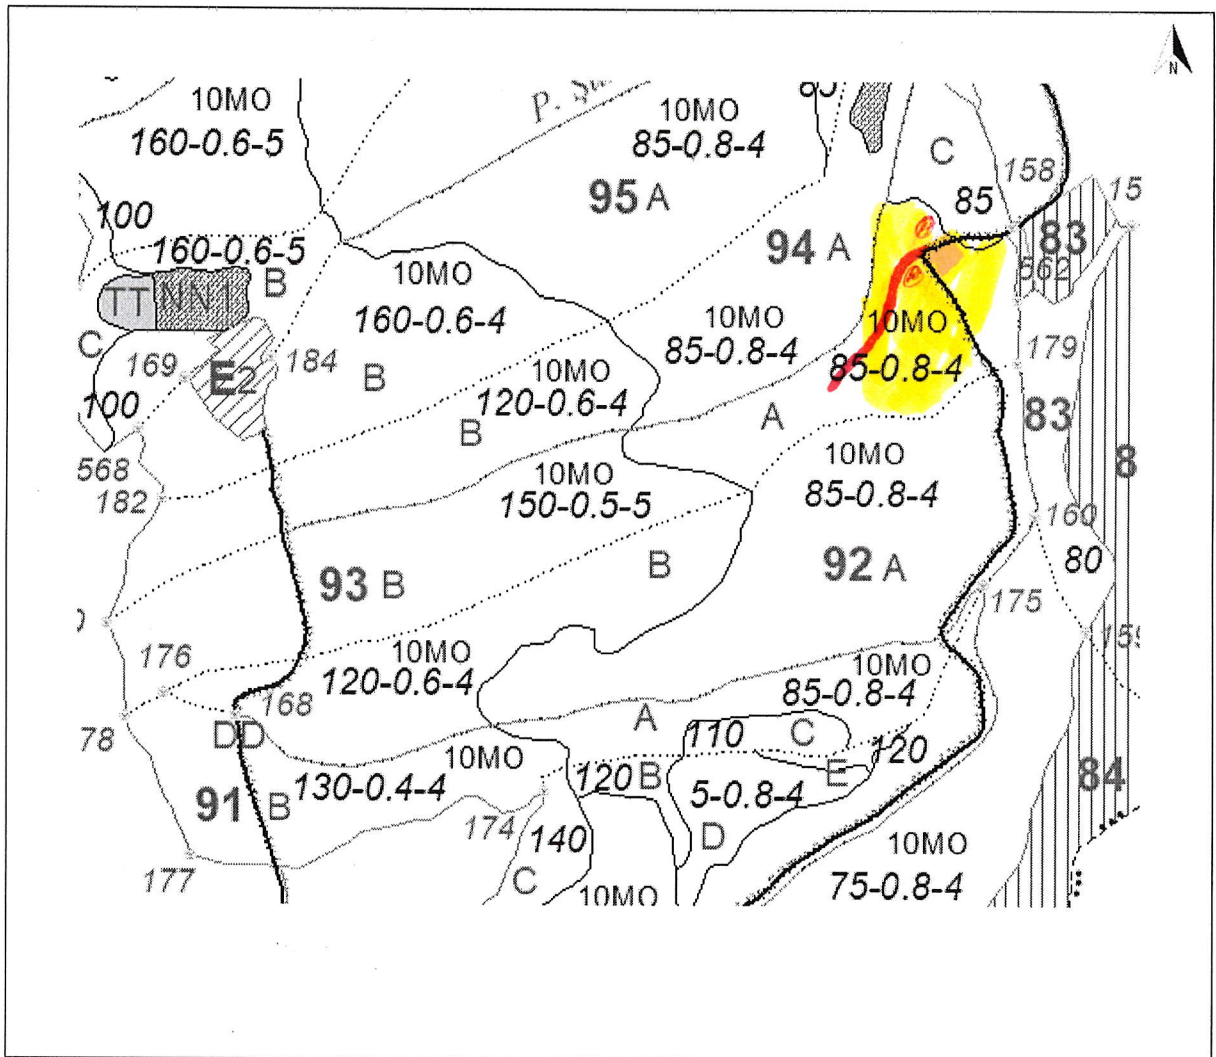 N
10MO
160-0.6-5
P.
10MO
85-0.8-4
C
158
15
95 A
85
100
160-0.6-5
B
94 A
83
562
TT
NN1
10MO
160-0.6-4
10MO
85-0.8-4
10MO
85-0.8-4
C
169
E2
184
B
179
10MO
120-0.6-4
100
B
A
83
568
182
10MO
150-0.5-5
10MO
85-0.8-4
8
160
80
93 B
B
92 A
175
159
176
10MO
120-0.6-4
10MO
85-0.8-4
168
78
DD
A
110
C
120
10MO
130-0.4-4
120
B
E
5-0.8-4
84
91 B
174
140
D
10MO
75-0.8-4
177
C
10MO